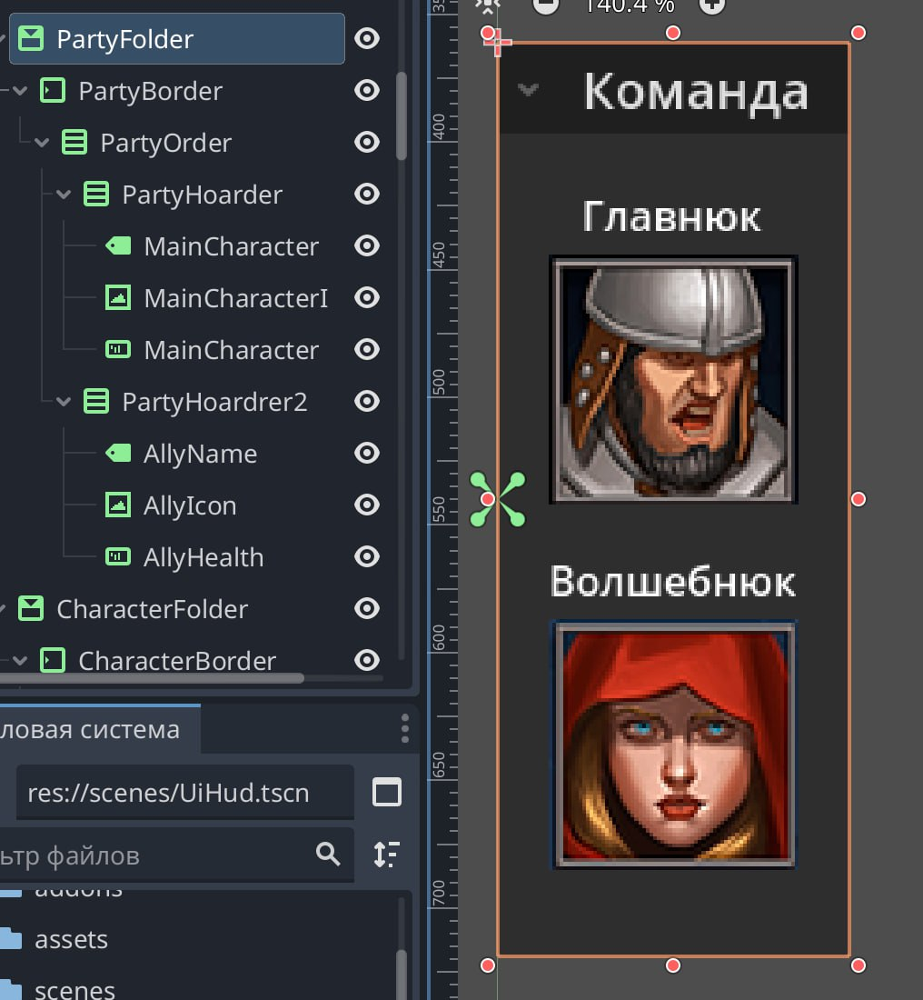 PartyFolder
PartyBorder
PartyOrder
PartyHoarder
MainCharacter
MainCharacterI
MainCharacter
PartyHoardrer2
AllyName
AllyIcon
AllyHealth
CharacterFolder
CharacterBorder
ловая система
res://scenes/UiHud.tscn
ьтр файлов
addons
assets
scenes
140.4 %
400
450
500
550
600
650
700
Команда
Главнюк
Волшебнюк